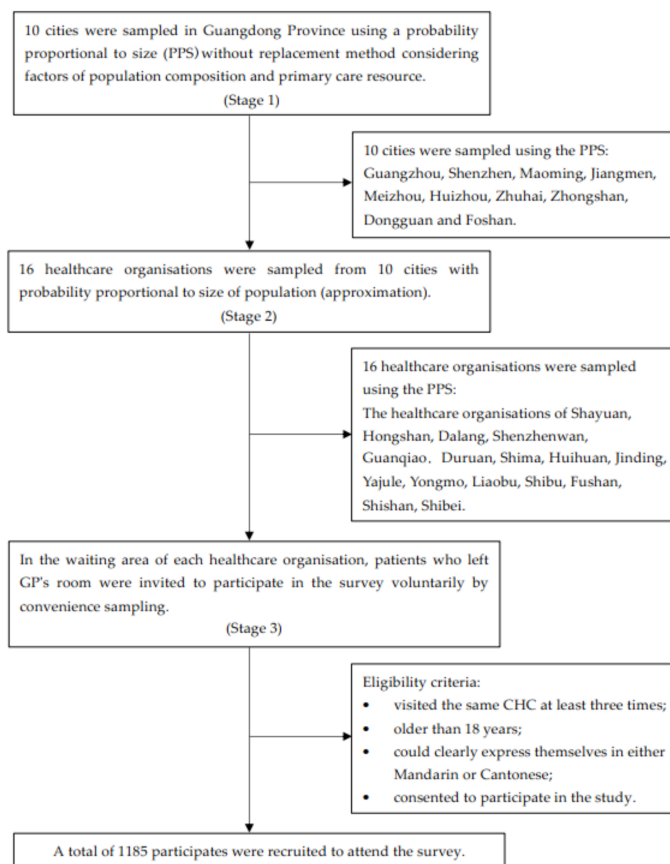 10 cities were sampled in Guangdong Province using a probability
proportional to size (PPS) without replacement method considering
factors of population composition and primary care resource.
(Stage 1)
10 cities were sampled using the PPS:
Guangzhou, Shenzhen, Maoming, Jiangmen,
Meizhou, Huizhou, Zhuhai, Zhongshan,
Dongguan and Foshan.
16 healthcare organisations were sampled from 10 cities with
probability proportional to size of population (approximation).
(Stage 2)
16 healthcare organisations were sampled
using the PPS:
The healthcare organisations of Shayuan,
Hongshan, Dalang, Shenzhenwan,
Guanqiao, Duruan, Shima, Huihuan, Jinding,
Yajule, Yongmo, Liaobu, Shibu, Fushan,
Shishan, Shibei.
In the waiting area of each healthcare organisation, patients who left
GP's room were invited to participate in the survey voluntarily by
convenience sampling.
(Stage 3)
Eligibility criteria:
• visited the same CHC at least three times;
• older than 18 years;
• could clearly express themselves in either
Mandarin or Cantonese;
• consented to participate in the study.
A total of 1185 participates were recruited to attend the survey.